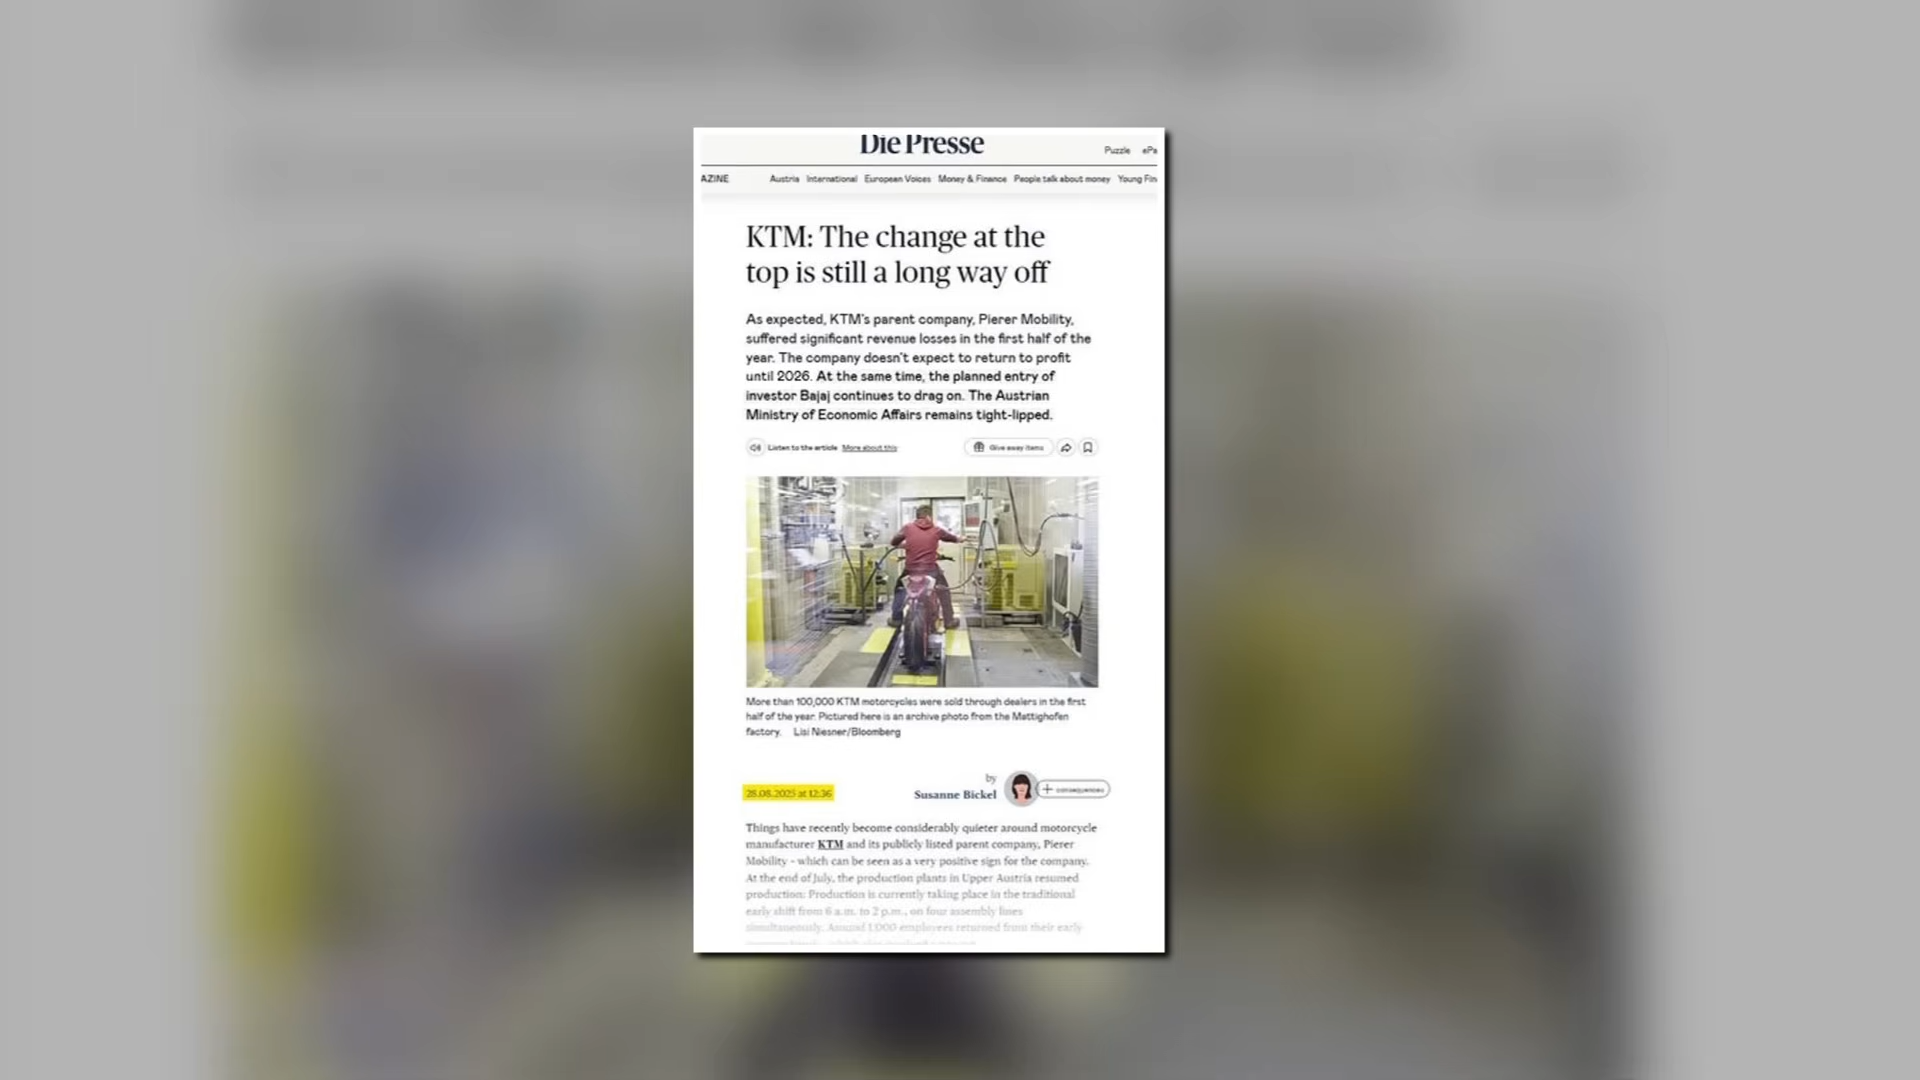 Die Presse
Puzzle ePa
AZINE Austria International European Voices Money & Finance People talk about money Young Fin
KTM: The change at the
top is still a long way off
As expected, KTM's parent company, Pierer Mobility,
suffered significant revenue losses in the first half of the
year. The company doesn't expect to return to profit
until 2026. At the same time, the planned entry of
investor Bajaj continues to drag on. The Austrian
Ministry of Economic Affairs remains tight-lipped.
Listen to the article More about this Give away items
More than 100,000 KTM motorcycles were sold through dealers in the first
half of the year. Pictured here is an archive photo from the Mattighofen
factory. Lisi Niesner/Bloomberg
by
28.08.2025 at 12:36 Susanne Bickel + consequences
Things have recently become considerably quieter around motorcycle
manufacturer KTM and its publicly listed parent company, Pierer
Mobility - which can be seen as a very positive sign for the company.
At the end of July, the production plants in Upper Austria resumed
production: Production is currently taking place in the traditional
early shift from 6 a.m. to 2 p.m., on four assembly lines
simultaneously. Around 1,000 employees returned from their early